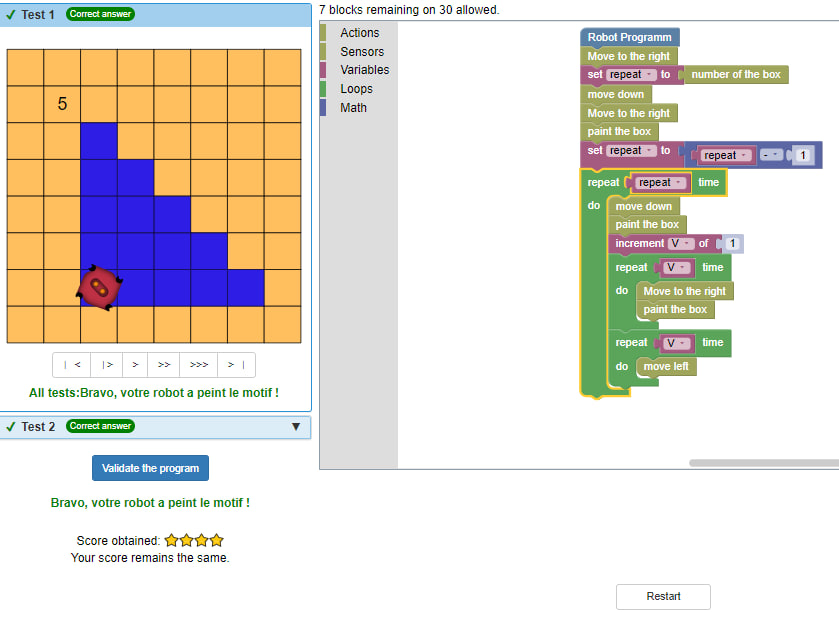 ✓ Test 1 Correct answer
5
| < | > > >> >>> > |
All tests:Bravo, votre robot a peint le motif !
✓ Test 2 Correct answer ▼
Validate the program
Bravo, votre robot a peint le motif !
Score obtained:
Your score remains the same.
7 blocks remaining on 30 allowed.
Actions
Sensors
Variables
Loops
Math
Robot Programm
Move to the right
set repeat to number of the box
move down
Move to the right
paint the box
set repeat to repeat - 1
repeat repeat time
do move down
paint the box
increment V of 1
repeat V time
do Move to the right
paint the box
repeat V time
do move left
Restart